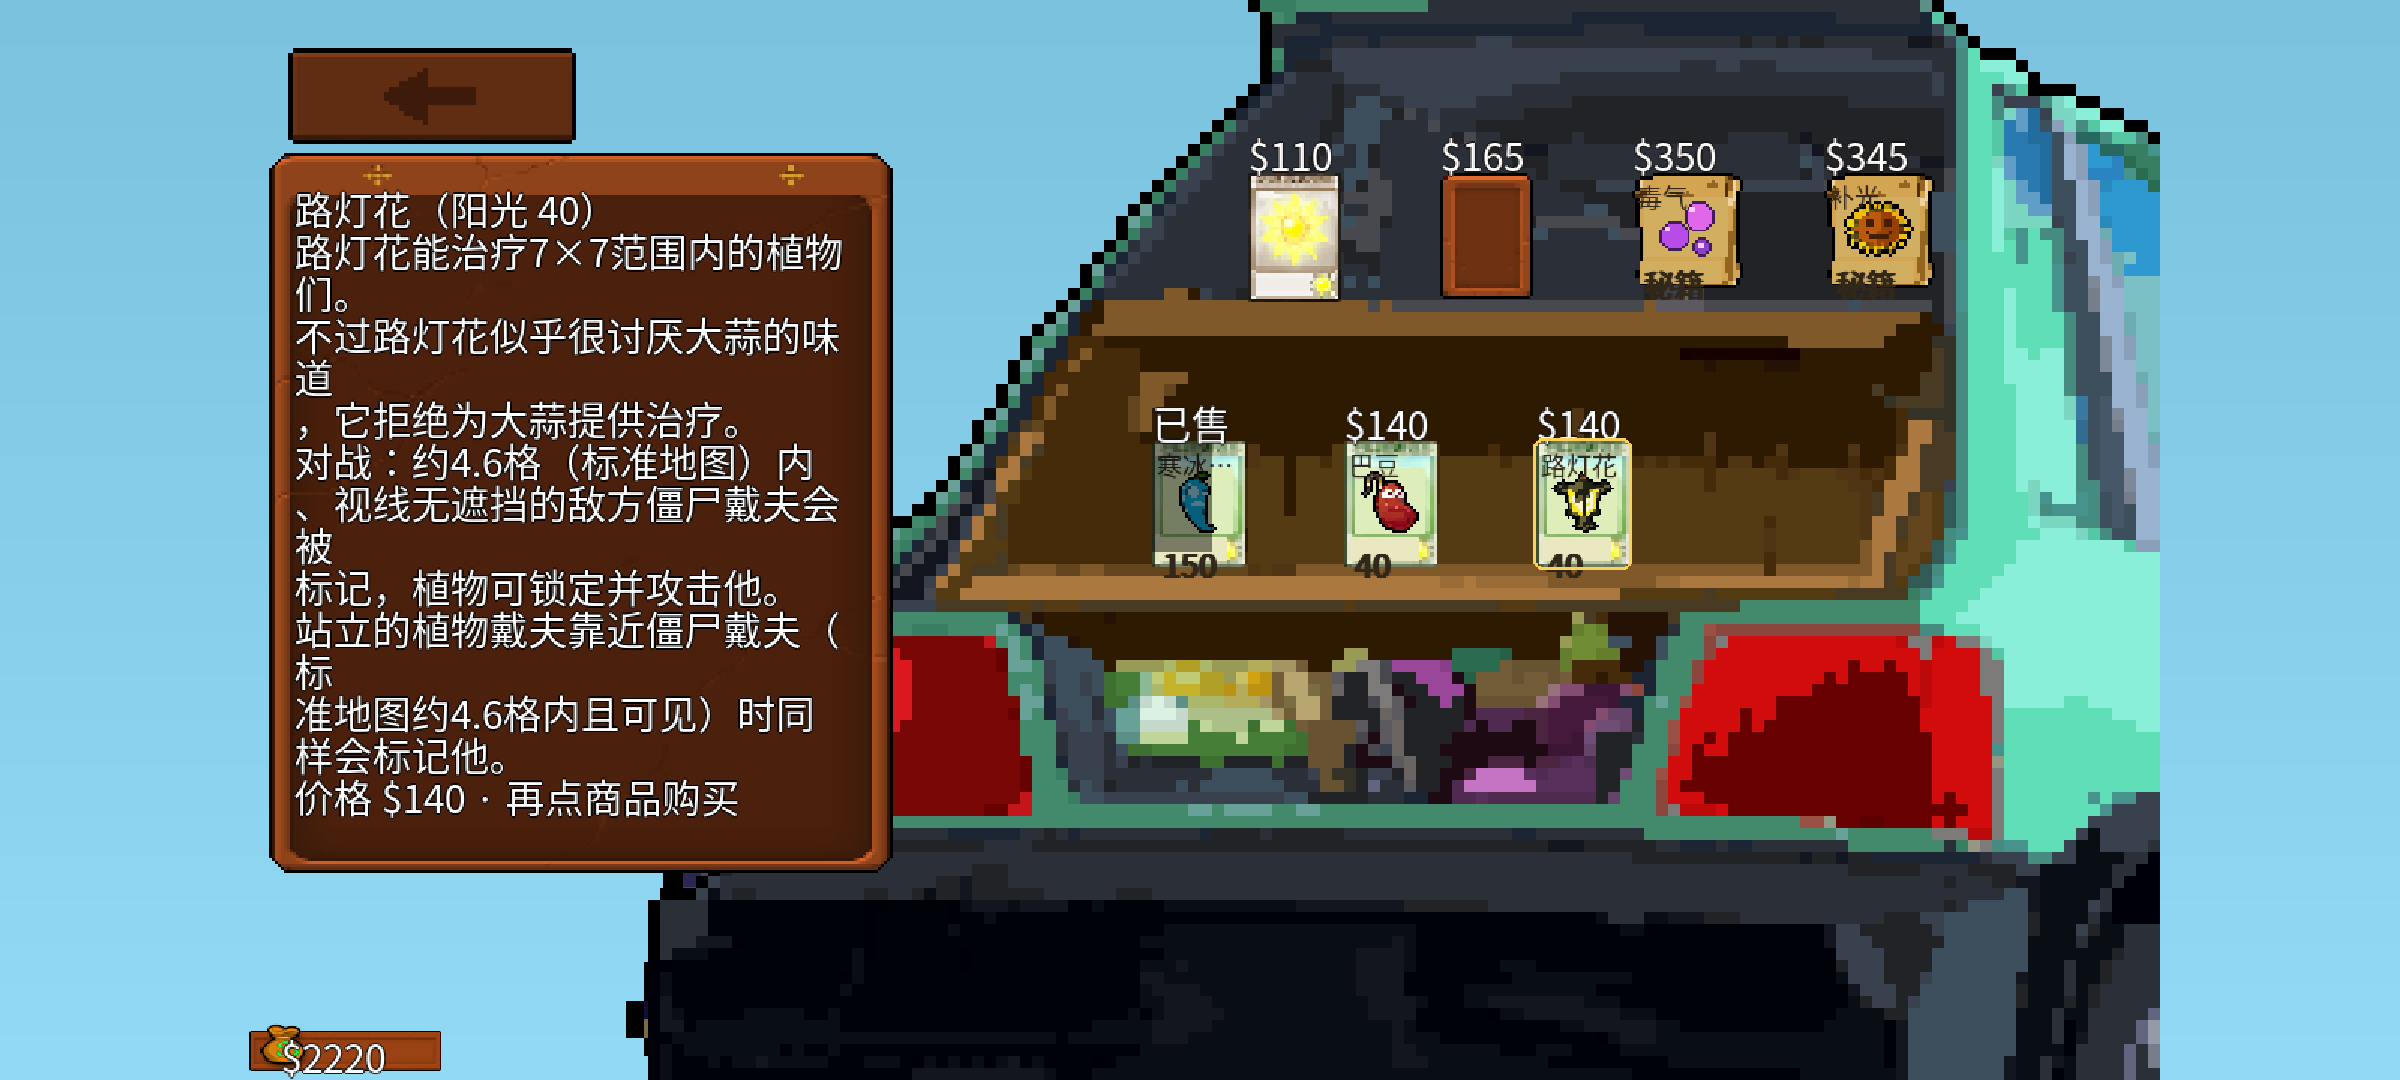 路灯花（阳光 40）
路灯花能治疗7×7范围内的植物
们。
不过路灯花似乎很讨厌大蒜的味
道
，它拒绝为大蒜提供治疗。
对战：约4.6格（标准地图）内
、视线无遮挡的敌方僵尸戴夫会
被
标记，植物可锁定并攻击他。
站立的植物戴夫靠近僵尸戴夫（
标
准地图约4.6格内且可见）时同
样会标记他。
价格 $140 · 再点商品购买
$110
$165
$350
$345
毒气
秘籍
补光
秘籍
已售
$140
$140
寒冰…
巴豆
路灯花
150
40
40
$2220